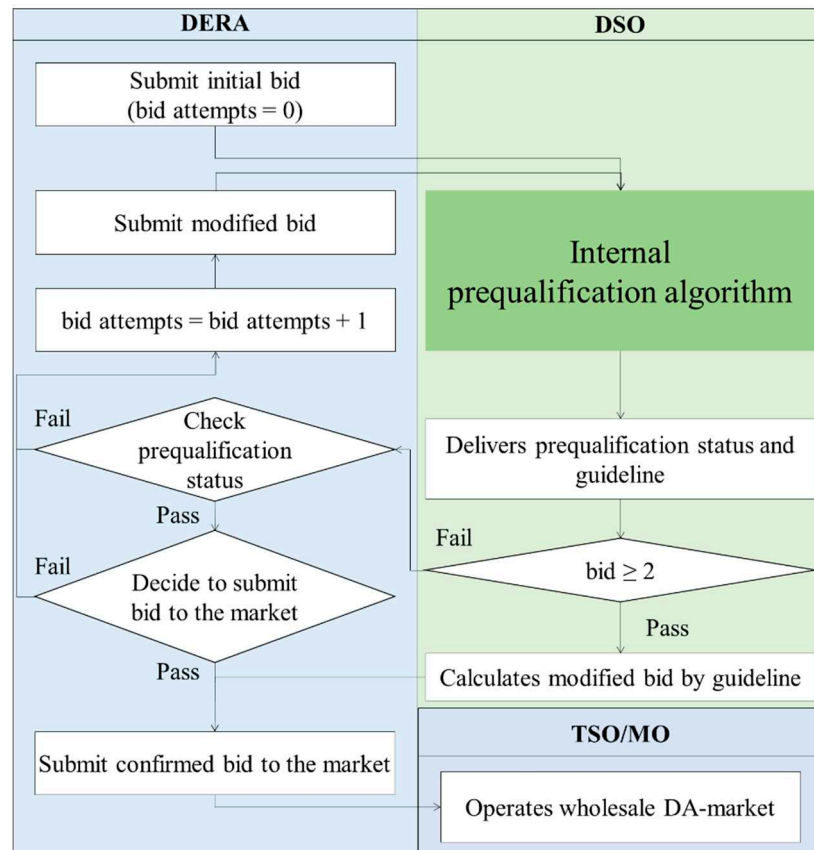 DERA
DSO
Submit initial bid
(bid attempts = 0)
Submit modified bid
Internal
prequalification algorithm
bid attempts = bid attempts + 1
Fail
Check
prequalification
status
Delivers prequalification status and
guideline
Pass
Fail
bid ≥ 2
Fail
Decide to submit
bid to the market
Pass
Pass
Calculates modified bid by guideline
TSO/MO
Submit confirmed bid to the market
Operates wholesale DA-market